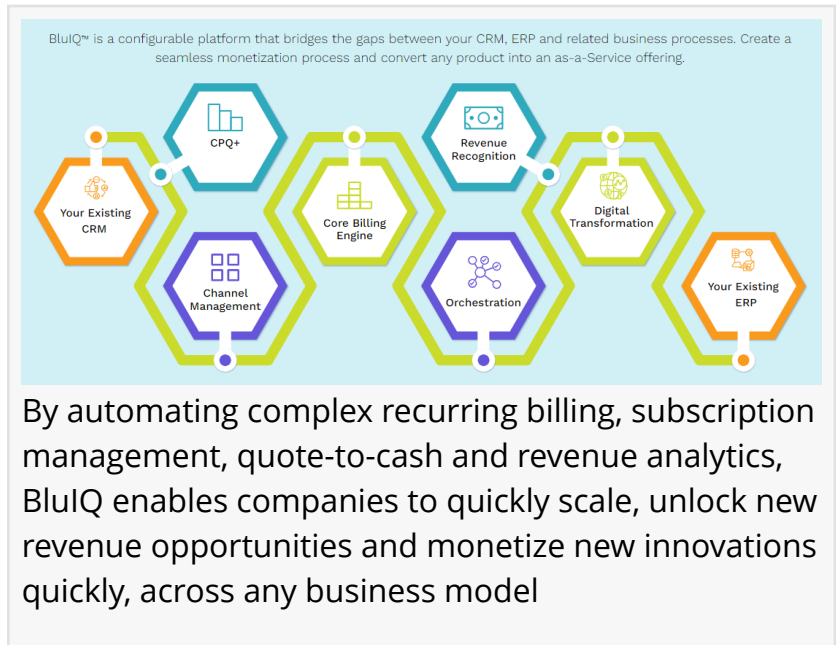 BluIQ™ is a configurable platform that bridges the gaps between your CRM, ERP and related business processes. Create a
seamless monetization process and convert any product into an as-a-Service offering.
CPQ+
Revenue
Recognition
Your Existing
CRM
Core Billing
Engine
Digital
Transformation
Channel
Management
Orchestration
Your Existing
ERP
By automating complex recurring billing, subscription
management, quote-to-cash and revenue analytics,
BluIQ enables companies to quickly scale, unlock new
revenue opportunities and monetize new innovations
quickly, across any business model